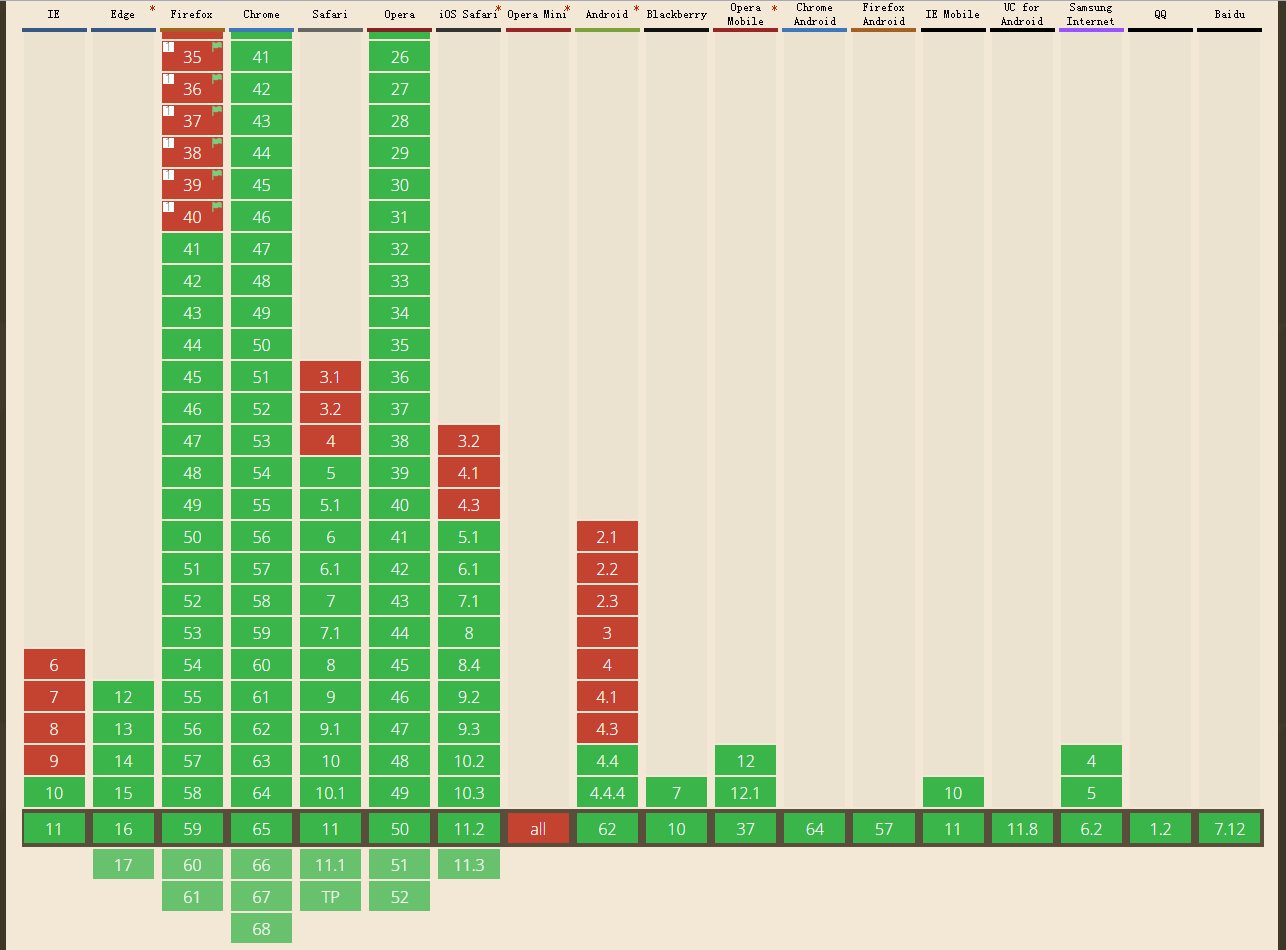 IE Edge * Firefox Chrome Safari Opera iOS Safari * Opera Mini * Android * Blackberry Opera Mobile * Chrome Android Firefox Android IE Mobile UC for Android Samsung Internet QQ Baidu
35 41 26
36 42 27
37 43 28
38 44 29
39 45 30
40 46 31
41 47 32
42 48 33
43 49 34
44 50 35
45 51 3.1 36
46 52 3.2 37
47 53 4 38 3.2
48 54 5 39 4.1
49 55 5.1 40 4.3
50 56 6 41 5.1 2.1
51 57 6.1 42 6.1 2.2
52 58 7 43 7.1 2.3
53 59 7.1 44 8 3
6 54 60 8 45 8.4 4
7 12 55 61 9 46 9.2 4.1
8 13 56 62 9.1 47 9.3 4.3
9 14 57 63 10 48 10.2 4.4 12 4
10 15 58 64 10.1 49 10.3 4.4.4 7 12.1 10 5
11 16 59 65 11 50 11.2 all 62 10 37 64 57 11 11.8 6.2 1.2 7.12
17 60 66 11.1 51 11.3
61 67 TP 52
68